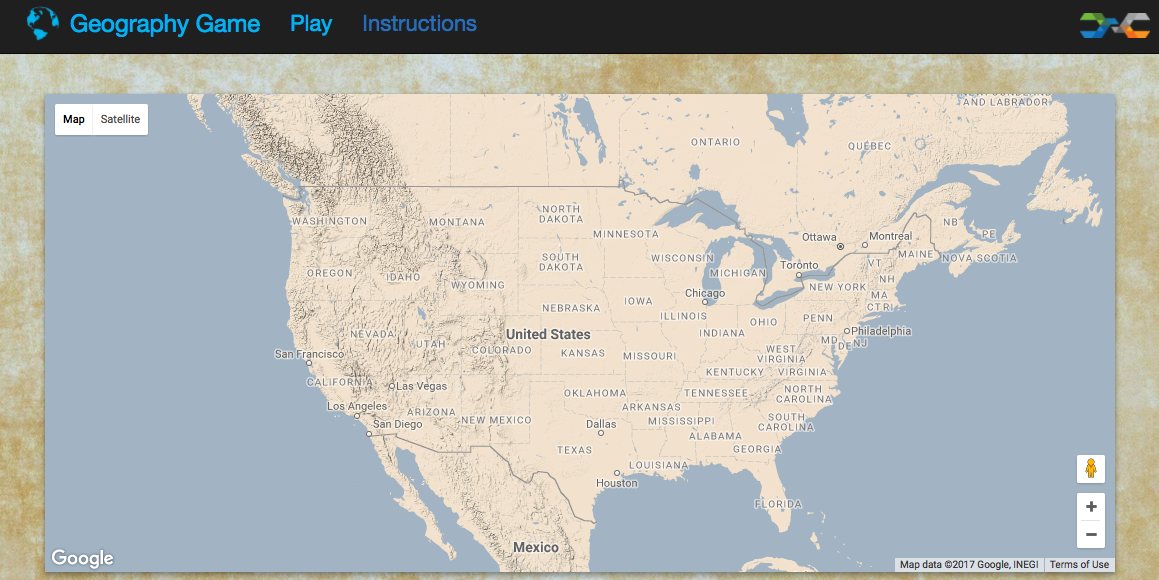 Geography Game
Play
Instructions
Map
Satellite
NEWFOUNDLAND
AND LABRADOR
ONTARIO
QUÉBEC
WASHINGTON
MONTANA
NORTH
DAKOTA
MINNESOTA
Ottawa
Montreal
NB
PE
NOVA SCOTIA
MAINE
OREGON
IDAHO
WYOMING
SOUTH
DAKOTA
WISCONSIN
MICHIGAN
Toronto
VT
NH
NEW YORK
MA
CT
RI
Chicago
NEBRASKA
IOWA
ILLINOIS
INDIANA
OHIO
PENN
Philadelphia
MD
DE
NJ
NEVADA
UTAH
COLORADO
United States
KANSAS
MISSOURI
WEST
VIRGINIA
KENTUCKY
VIRGINIA
San Francisco
CALIFORNIA
Las Vegas
OKLAHOMA
TENNESSEE
NORTH
CAROLINA
Los Angeles
ARIZONA
NEW MEXICO
ARKANSAS
MISSISSIPPI
SOUTH
CAROLINA
San Diego
Dallas
ALABAMA
GEORGIA
TEXAS
LOUISIANA
Houston
FLORIDA
Mexico
Google
Map data ©2017 Google, INEGI
Terms of Use